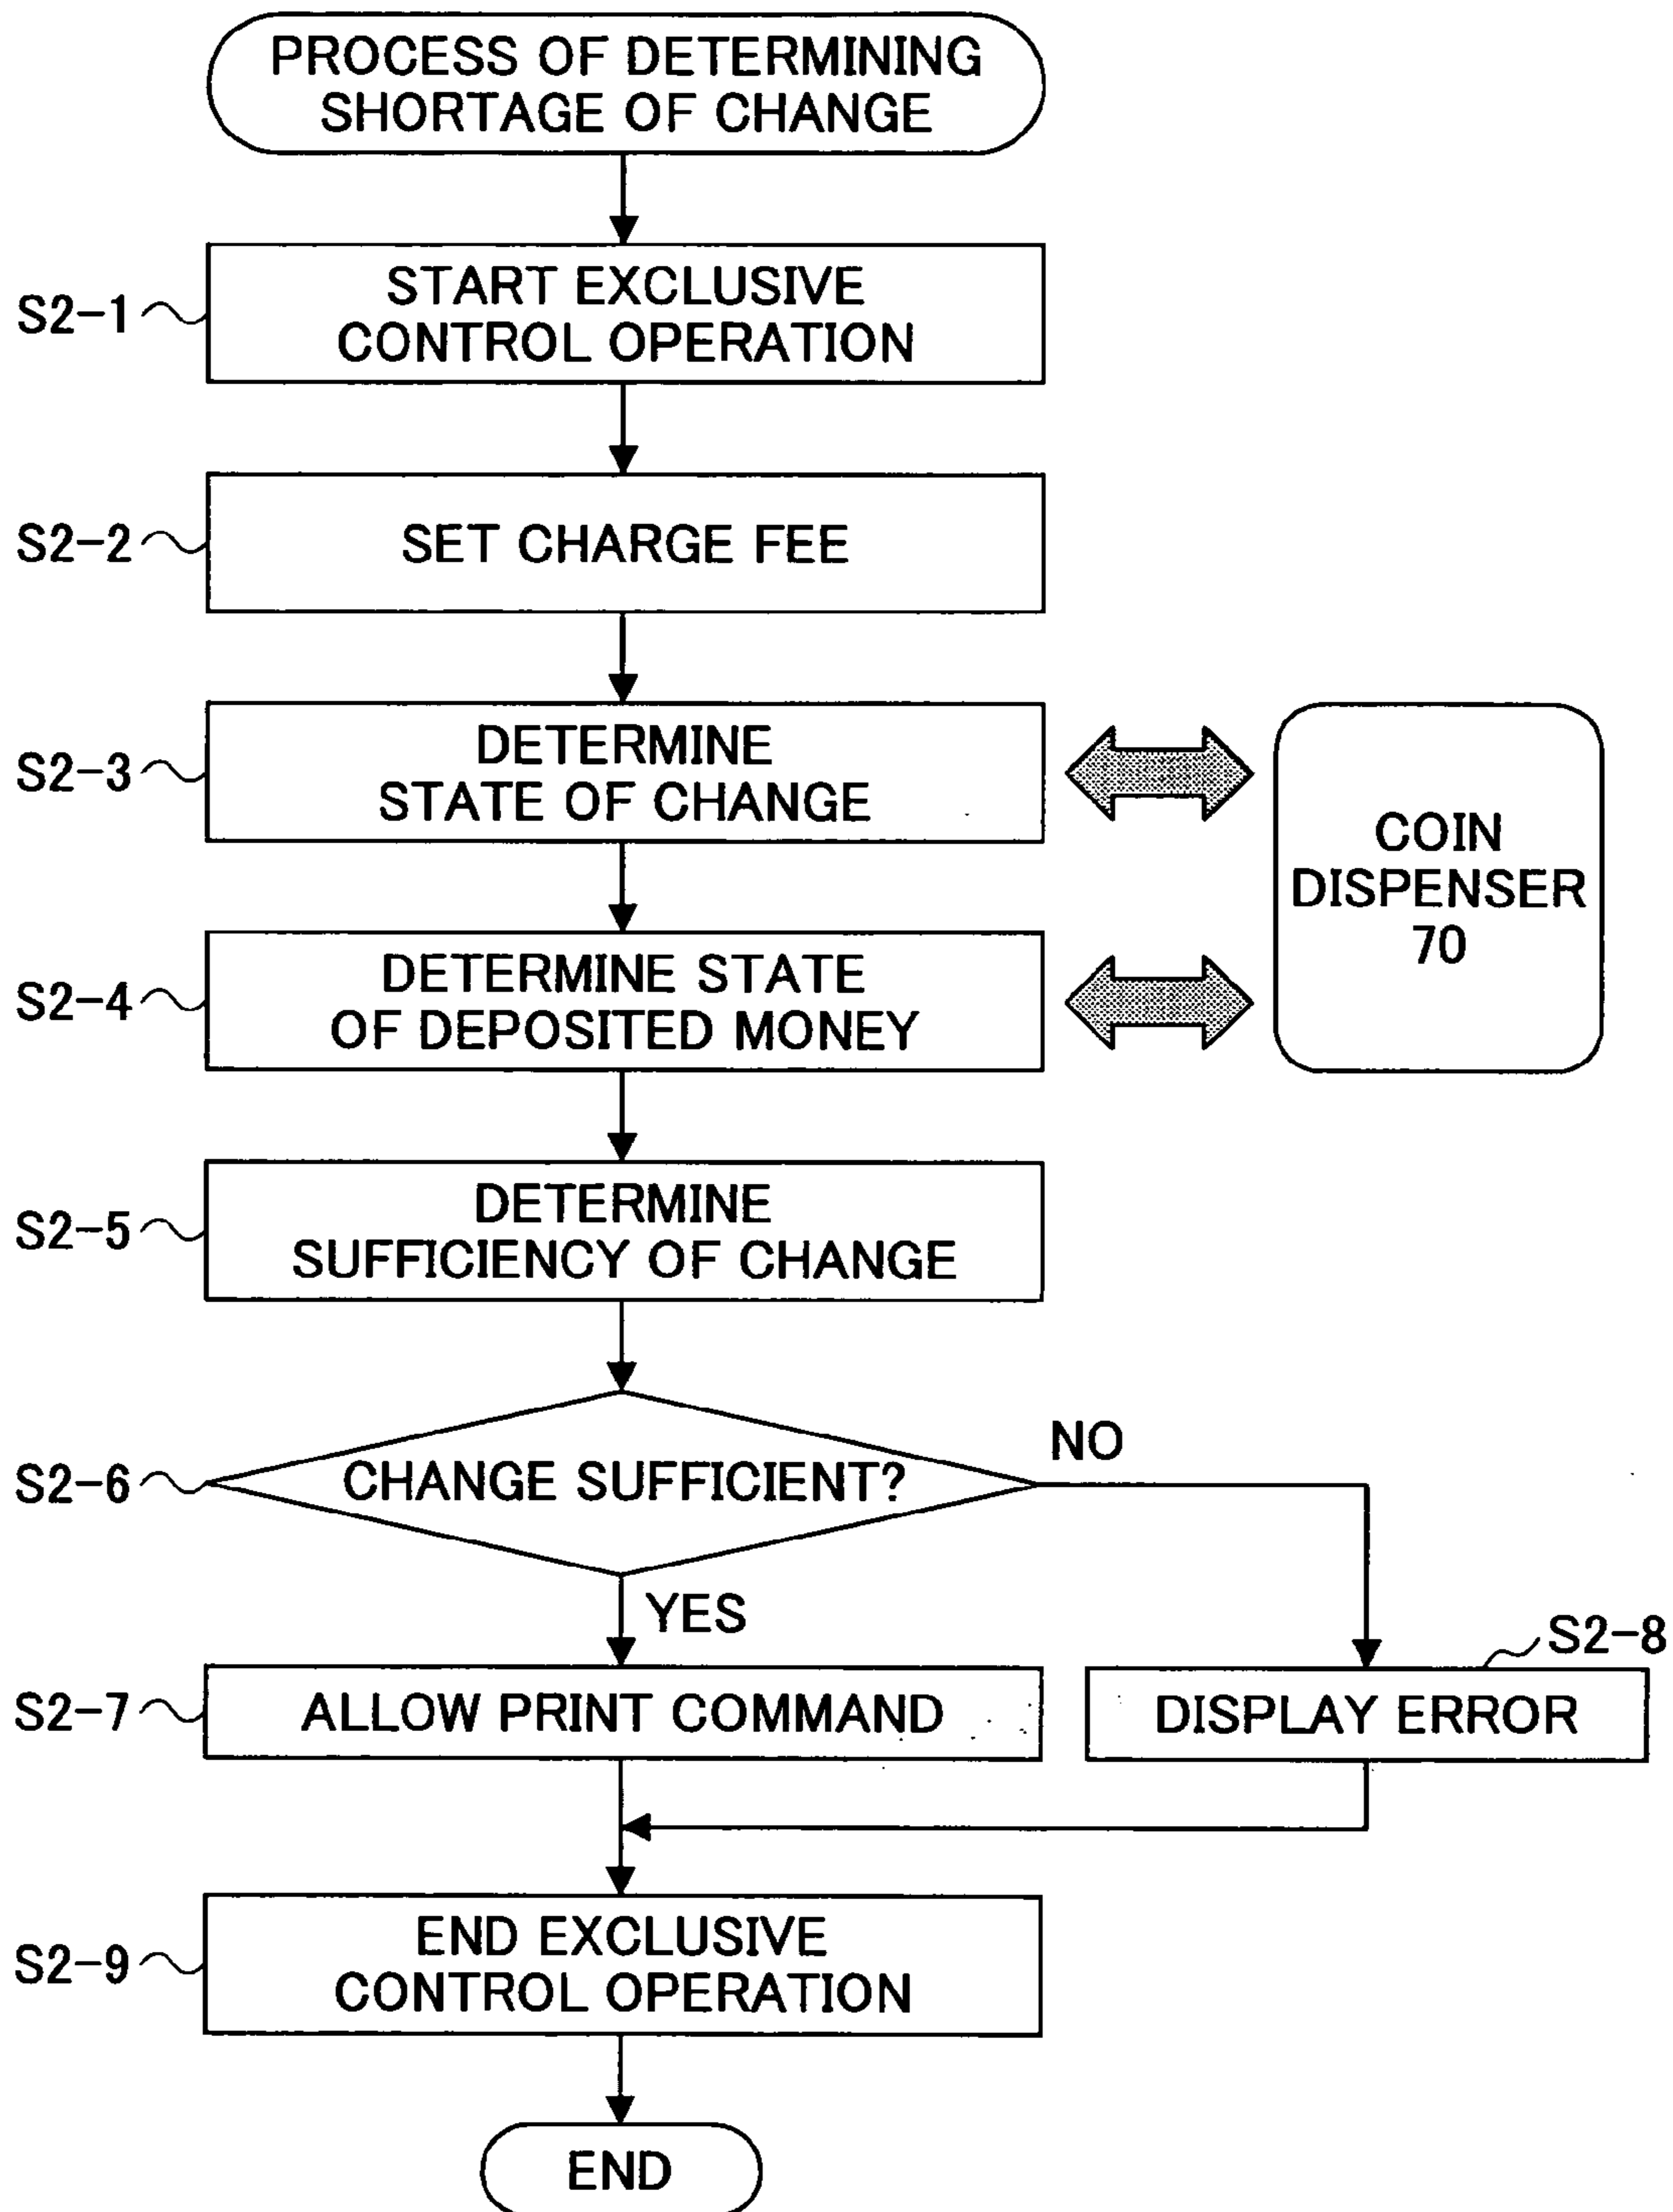 PROCESS OF DETERMINING
SHORTAGE OF CHANGE
S2-1
START EXCLUSIVE
CONTROL OPERATION
S2-2
SET CHARGE FEE
S2-3
DETERMINE
STATE OF CHANGE
COIN
DISPENSER
70
S2-4
DETERMINE STATE
OF DEPOSITED MONEY
S2-5
DETERMINE
SUFFICIENCY OF CHANGE
S2-6
CHANGE SUFFICIENT?
NO
YES
S2-7
ALLOW PRINT COMMAND
S2-8
DISPLAY ERROR
S2-9
END EXCLUSIVE
CONTROL OPERATION
END